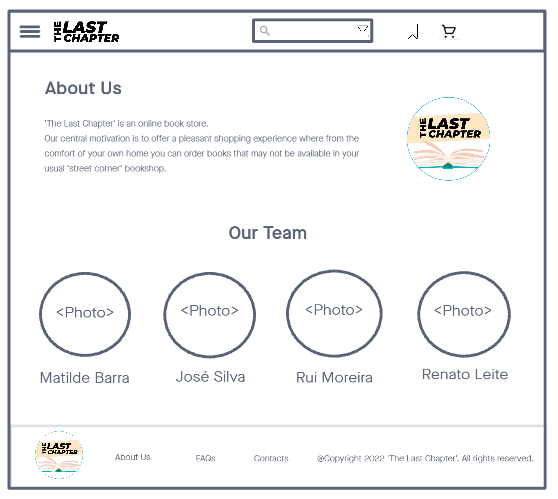 THE LAST
CHAPTER
About Us
'The Last Chapter' is an online book store.
Our central motivation is to offer a pleasant shopping experience where from the
comfort of your own home you can order books that may not be available in your
usual 'street corner' bookshop.
THE LAST
CHAPTER
Our Team
<Photo> <Photo> <Photo> <Photo>
Matilde Barra José Silva Rui Moreira Renato Leite
THE LAST
CHAPTER
About Us FAQs Contacts @Copyright 2022 'The Last Chapter'. All rights reserved.